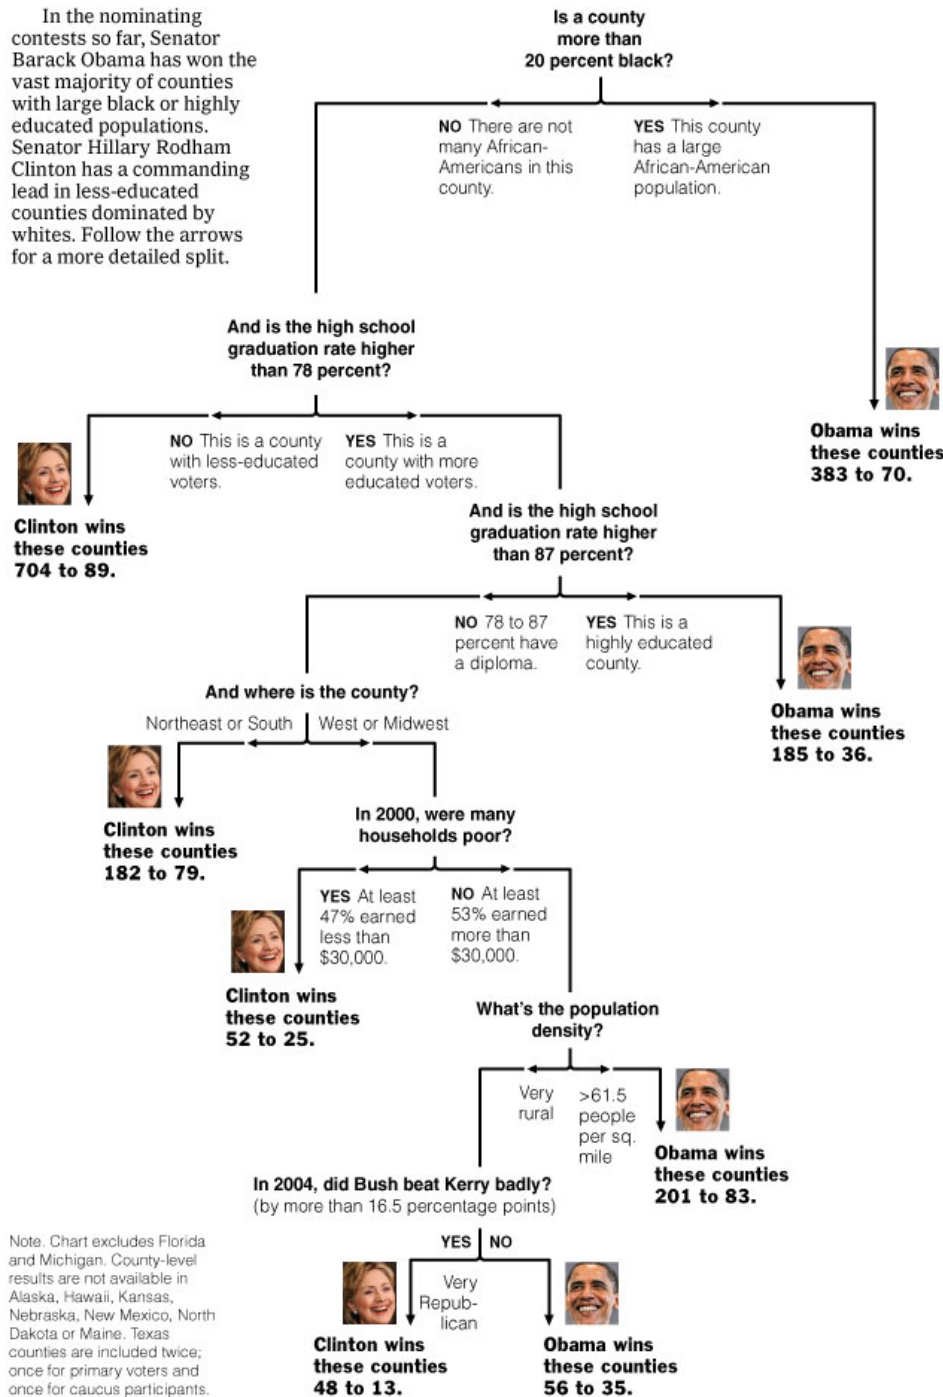 In the nominating
contests so far, Senator
Barack Obama has won the
vast majority of counties
with large black or highly
educated populations.
Senator Hillary Rodham
Clinton has a commanding
lead in less-educated
counties dominated by
whites. Follow the arrows
for a more detailed split.
Is a county
more than
20 percent black?
NO There are not
many African-
Americans in this
county.
YES This county
has a large
African-American
population.
Obama wins
these counties
383 to 70.
And is the high school
graduation rate higher
than 78 percent?
NO This is a county
with less-educated
voters.
YES This is a
county with more
educated voters.
Clinton wins
these counties
704 to 89.
And is the high school
graduation rate higher
than 87 percent?
NO 78 to 87
percent have
a diploma.
YES This is a
highly educated
county.
Obama wins
these counties
185 to 36.
And where is the county?
Northeast or South
West or Midwest
Clinton wins
these counties
182 to 79.
In 2000, were many
households poor?
YES At least
47% earned
less than
$30,000.
NO At least
53% earned
more than
$30,000.
Clinton wins
these counties
52 to 25.
What's the population
density?
Very
rural
>61.5
people
per sq.
mile
Obama wins
these counties
201 to 83.
In 2004, did Bush beat Kerry badly?
(by more than 16.5 percentage points)
YES
NO
Very
Repub-
lican
Clinton wins
these counties
48 to 13.
Obama wins
these counties
56 to 35.
Note. Chart excludes Florida
and Michigan. County-level
results are not available in
Alaska, Hawaii, Kansas,
Nebraska, New Mexico, North
Dakota or Maine. Texas
counties are included twice;
once for primary voters and
once for caucus participants.